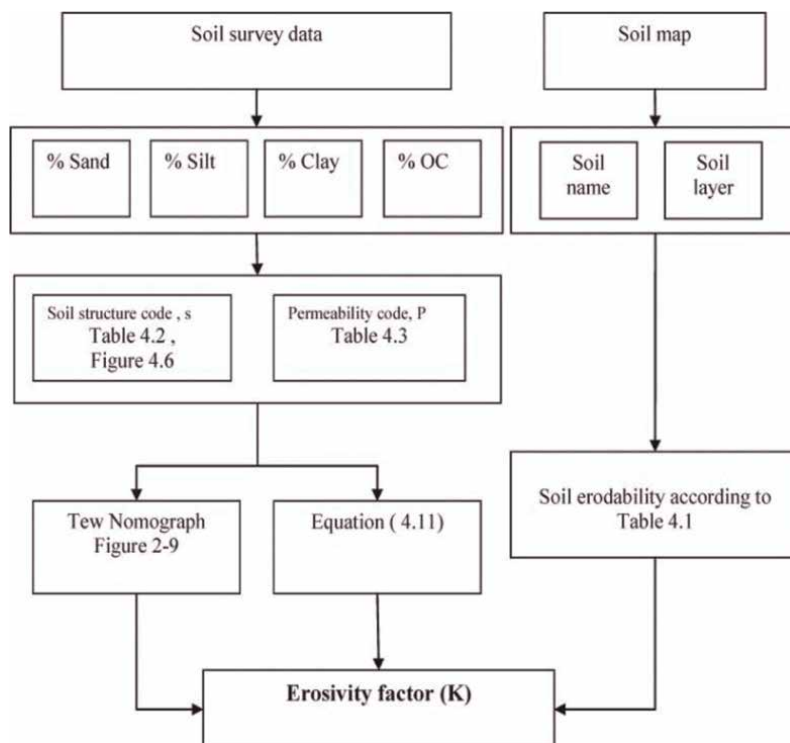 Soil survey data
Soil map
% Sand
% Silt
% Clay
% OC
Soil
name
Soil
layer
Soil structure code , s
Table 4.2 ,
Figure 4.6
Permeability code, P
Table 4.3
Tew Nomograph
Figure 2-9
Equation ( 4.11)
Soil erodability according to
Table 4.1
Erosivity factor (K)